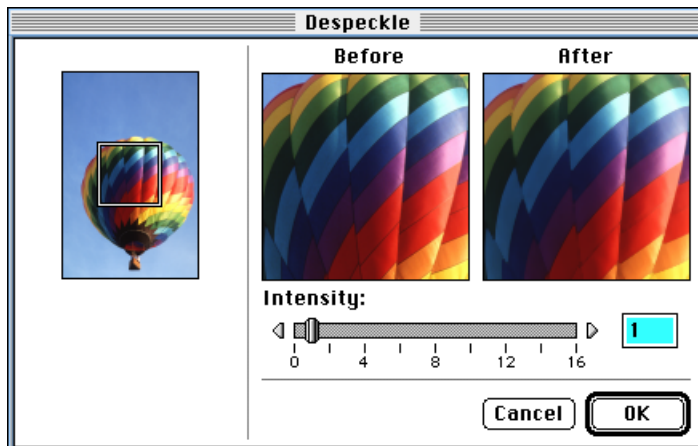 Despeckle
Before After
Intensity:
1
0 4 8 12 16
Cancel OK